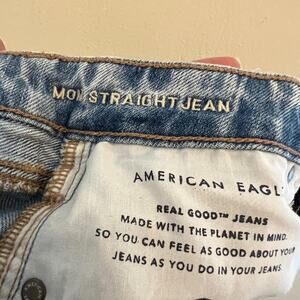 MOM STRAIGHT JEAN
AMERICAN EAGL
REAL GOOD™ JEANS
MADE WITH THE PLANET IN MIND.
SO YOU CAN FEEL AS GOOD ABOUT YOUR
JEANS AS YOU DO IN YOUR JEANS.